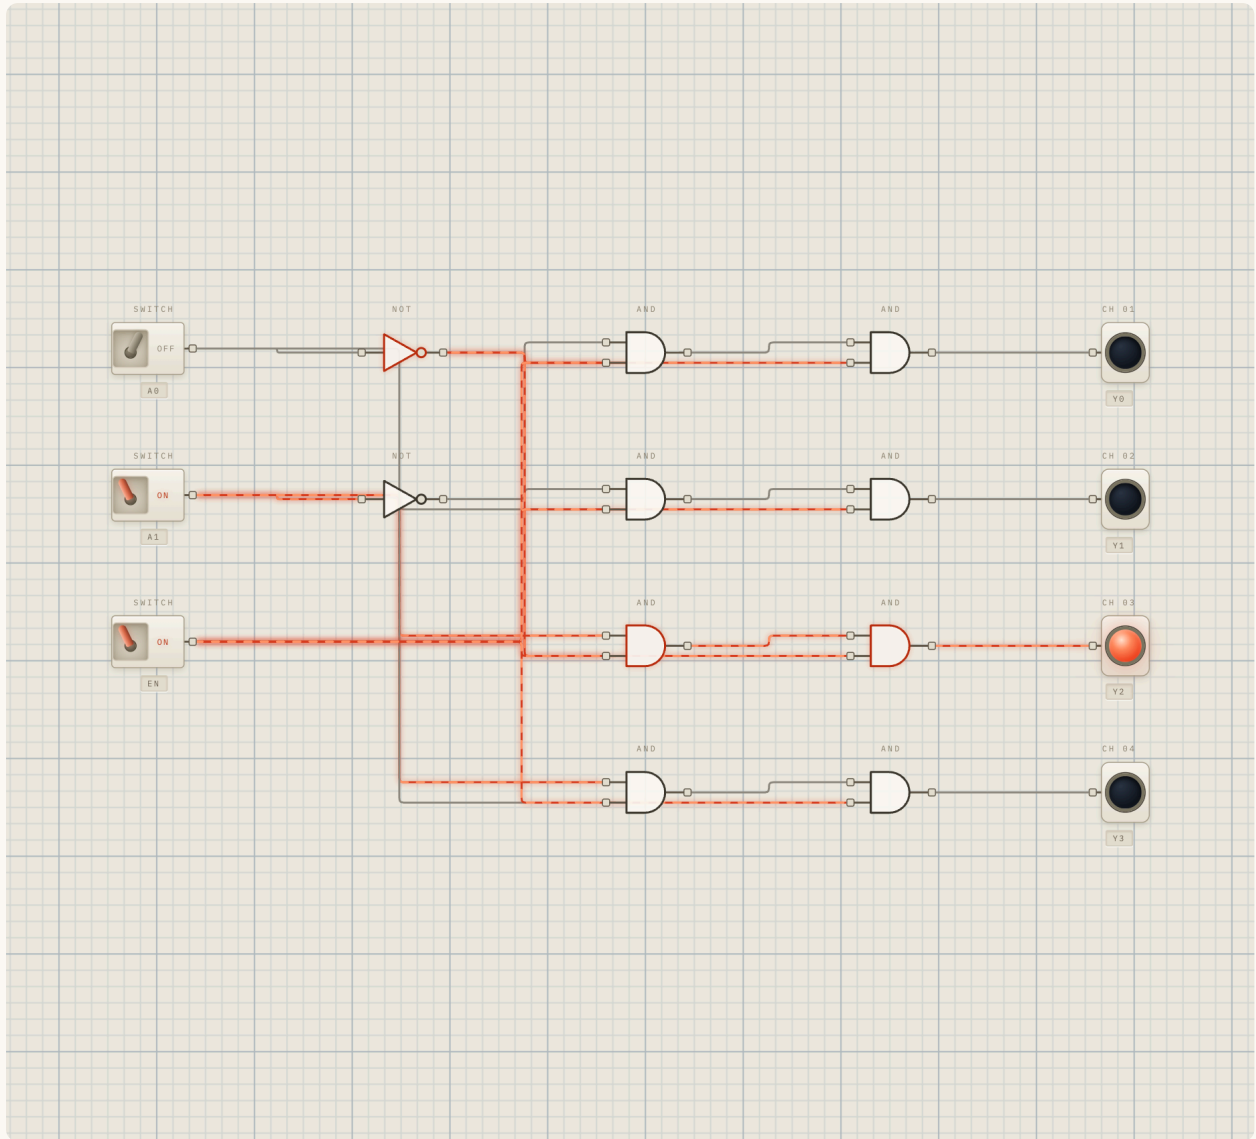 SWITCH NOT AND AND CH 01
OFF
A0
Y0
SWITCH NOT AND AND CH 02
ON
A1
Y1
SWITCH AND AND CH 03
ON
EN
Y2
AND AND CH 04
Y3